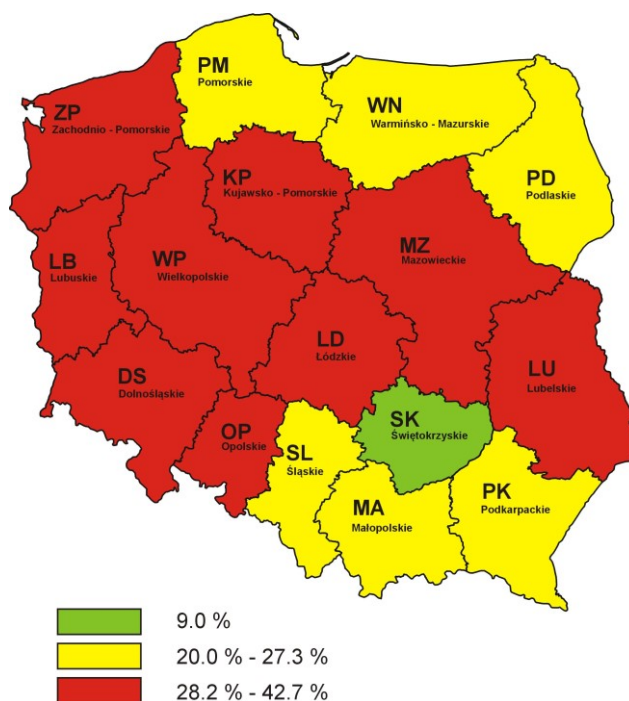 PM
Pomorskie
WN
Warmińsko - Mazurskie
ZP
Zachodnio - Pomorskie
KP
Kujawsko - Pomorskie
PD
Podlaskie
LB
Lubuskie
WP
Wielkopolskie
MZ
Mazowieckie
LD
Łódzkie
DS
Dolnośląskie
LU
Lubelskie
OP
Opolskie
SK
Świętokrzyskie
SL
Śląskie
MA
Małopolskie
PK
Podkarpackie
9.0 %
20.0 % - 27.3 %
28.2 % - 42.7 %